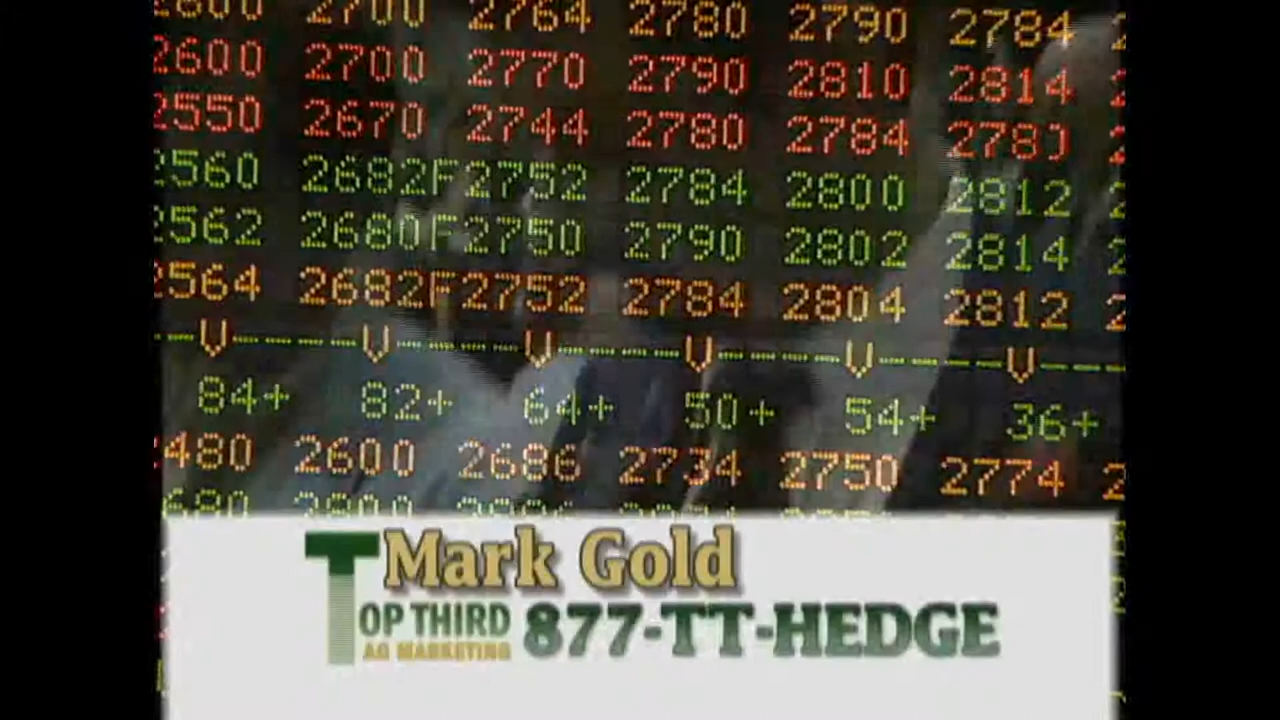 2700 2764 2780 2790 2784
2600 2700 2770 2790 2810 2814
2550 2670 2744 2780 2784 2780
2560 2682F2752 2784 2800 2812
2562 2680F2750 2790 2802 2814
2564 2682F2752 2784 2804 2812
84+ 82+ 64+ 50+ 54+ 36+
2600 2686 2734 2750 2774
Mark Gold
TOP THIRD
AG MARKETING
877-TT-HEDGE